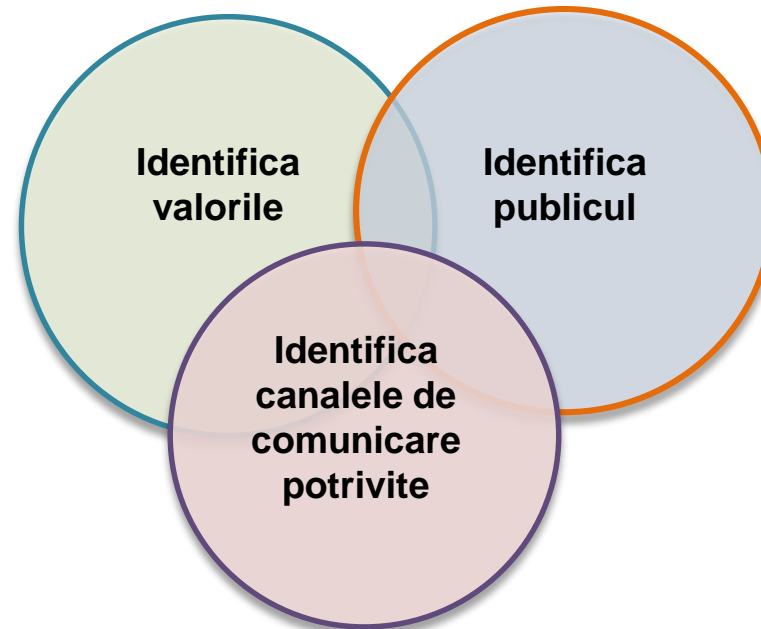 Identifica
valorile
Identifica
publicul
Identifica
canalele de
comunicare
potrivite